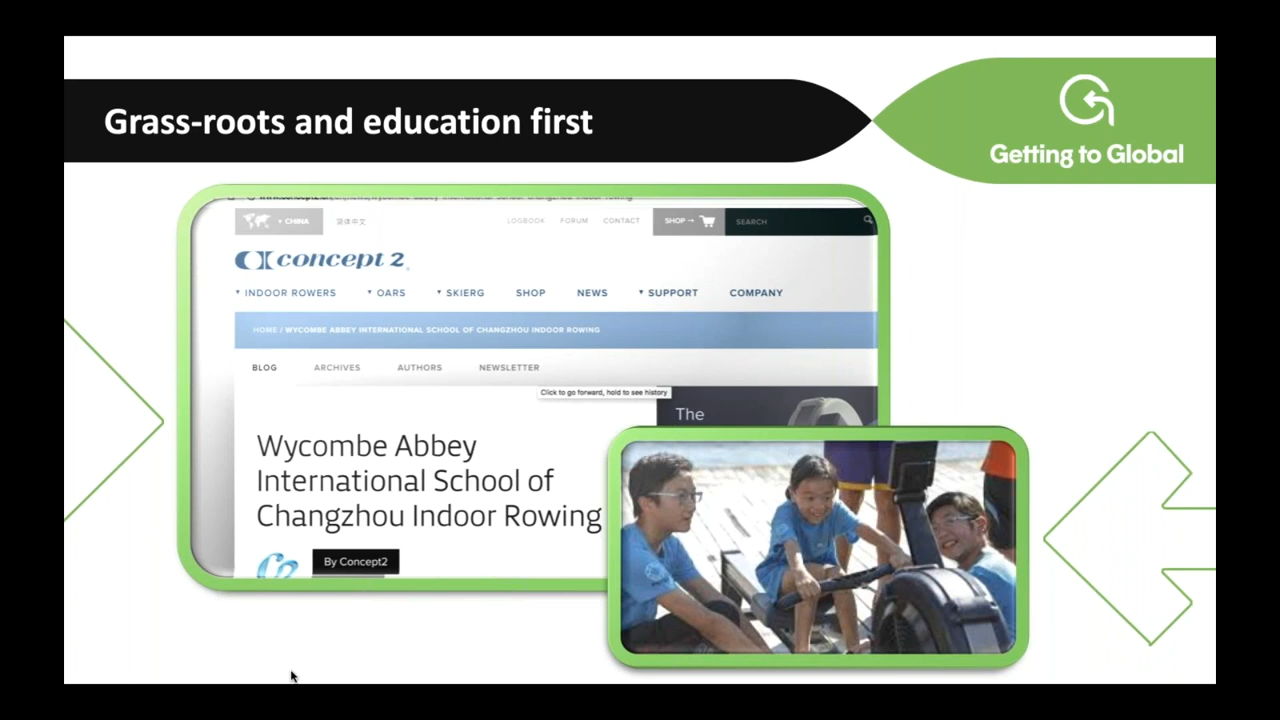 Grass-roots and education first
Getting to Global
CHINA
简体中文
LOGBOOK
FORUM
CONTACT
SHOP→
SEARCH
concept 2
INDOOR ROWERS
OARS
SKIERG
SHOP
NEWS
SUPPORT
COMPANY
HOME / WYCOMBE ABBEY INTERNATIONAL SCHOOL OF CHANGZHOU INDOOR ROWING
BLOG
ARCHIVES
AUTHORS
NEWSLETTER
Click to go forward, hold to see history
The
Wycombe Abbey
International School of
Changzhou Indoor Rowing
By Concept2